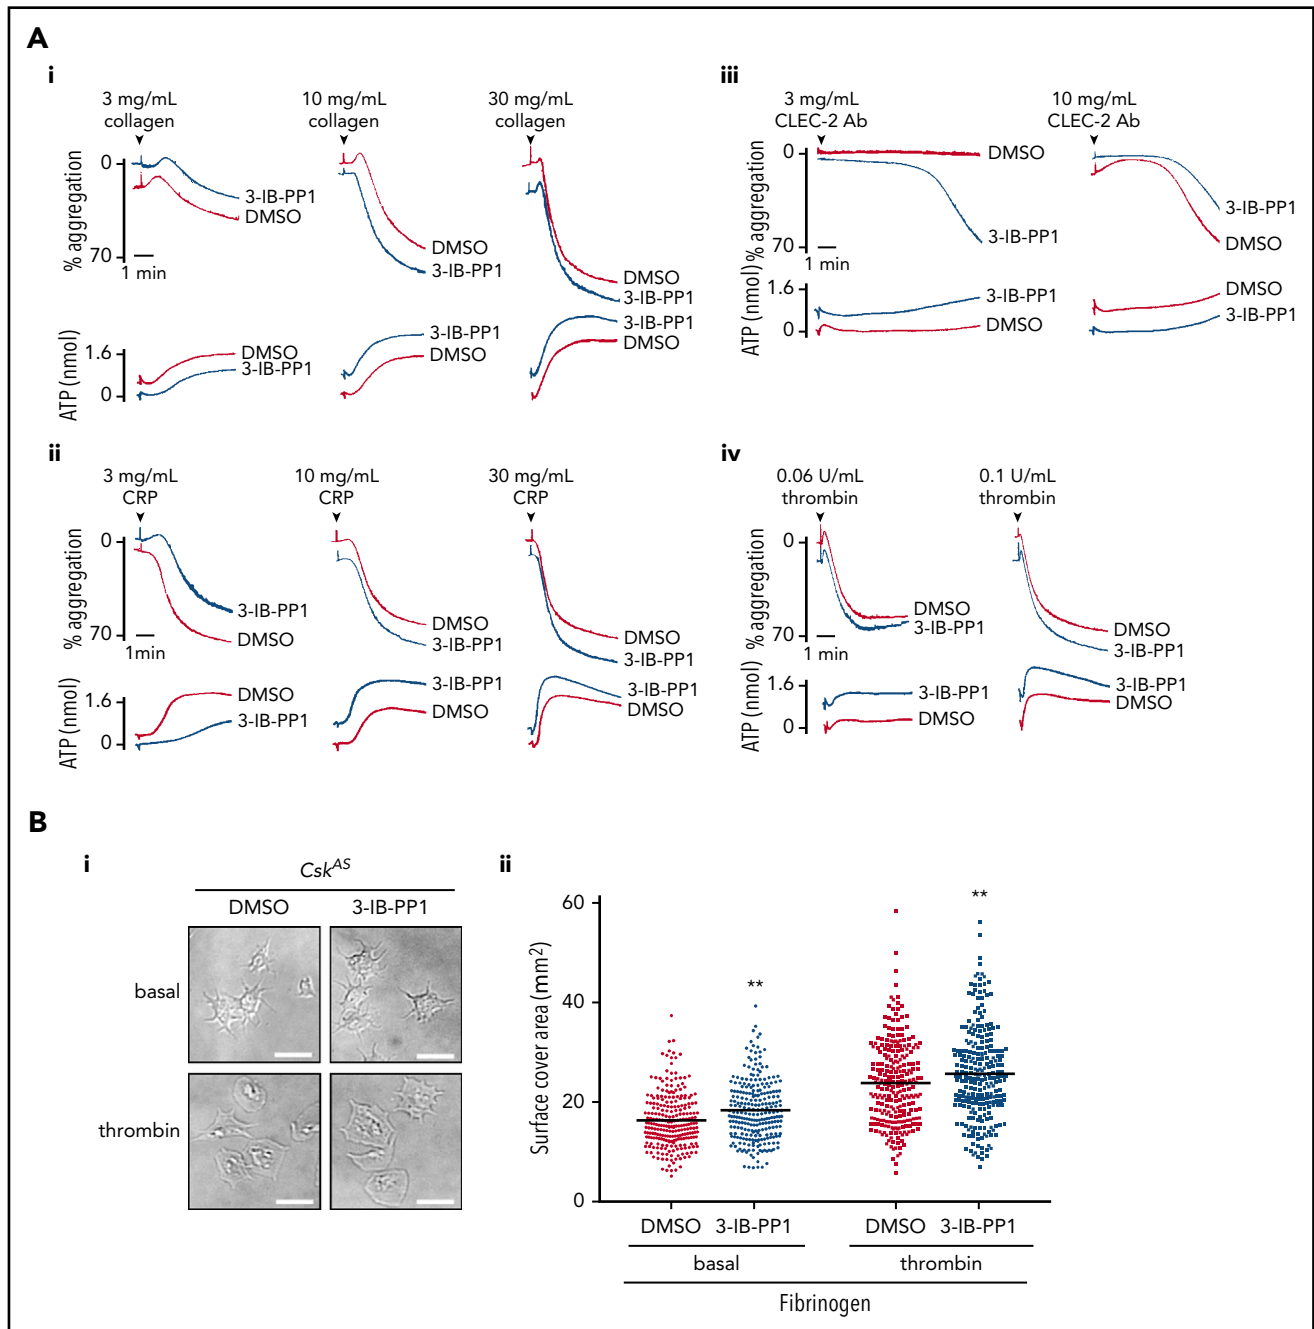 A
i
3 mg/mL collagen
10 mg/mL collagen
30 mg/mL collagen
% aggregation
0
70
1 min
3-IB-PP1
DMSO
DMSO
3-IB-PP1
DMSO
3-IB-PP1
ATP (nmol)
1.6
0
DMSO
3-IB-PP1
3-IB-PP1
DMSO
3-IB-PP1
DMSO
iii
3 mg/mL CLEC-2 Ab
10 mg/mL CLEC-2 Ab
% aggregation
0
70
1 min
DMSO
3-IB-PP1
3-IB-PP1
DMSO
ATP (nmol)
1.6
0
3-IB-PP1
DMSO
DMSO
3-IB-PP1
ii
3 mg/mL CRP
10 mg/mL CRP
30 mg/mL CRP
% aggregation
0
70
1min
3-IB-PP1
DMSO
DMSO
3-IB-PP1
DMSO
3-IB-PP1
ATP (nmol)
1.6
0
DMSO
3-IB-PP1
3-IB-PP1
DMSO
3-IB-PP1
DMSO
iv
0.06 U/mL thrombin
0.1 U/mL thrombin
% aggregation
0
70
1 min
DMSO
3-IB-PP1
DMSO
3-IB-PP1
ATP (nmol)
1.6
0
3-IB-PP1
DMSO
3-IB-PP1
DMSO
B
i
Csk^AS
DMSO 3-IB-PP1
basal
thrombin
ii
Surface cover area (mm²)
60
40
20
0
**
**
DMSO 3-IB-PP1 DMSO 3-IB-PP1
basal thrombin
Fibrinogen